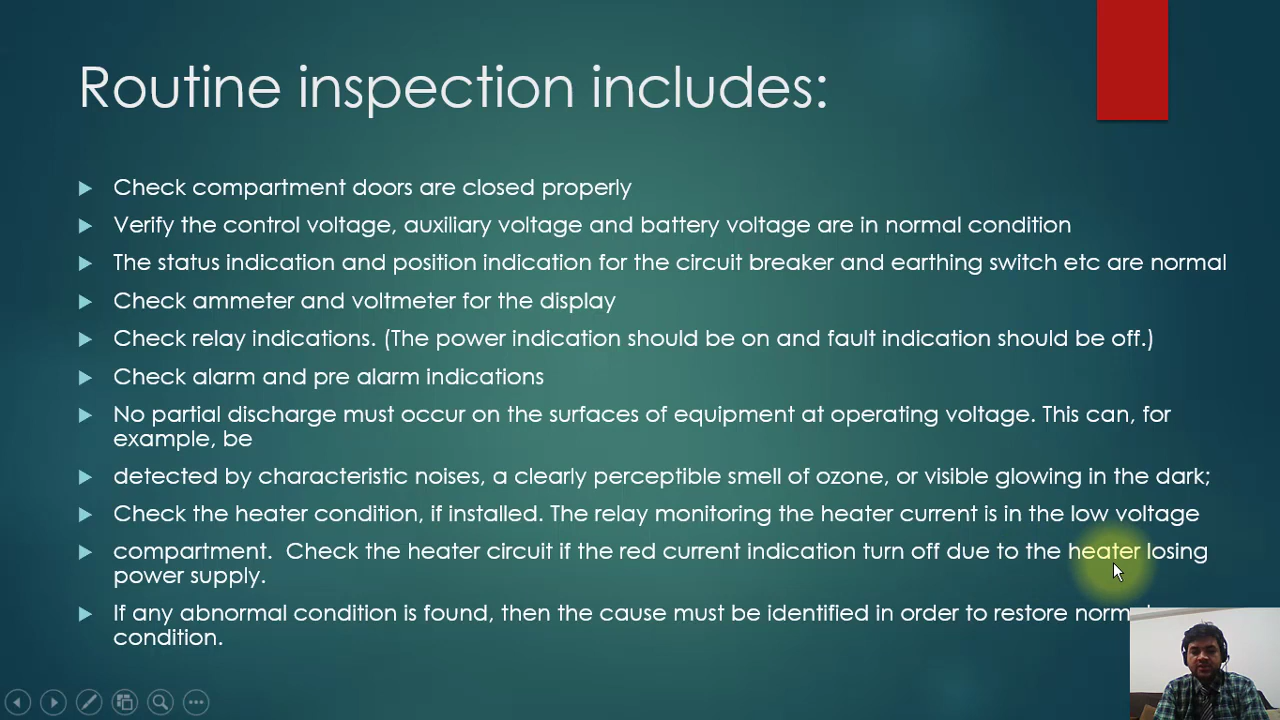 Routine inspection includes:
Check compartment doors are closed properly
Verify the control voltage, auxiliary voltage and battery voltage are in normal condition
The status indication and position indication for the circuit breaker and earthing switch etc are normal
Check ammeter and voltmeter for the display
Check relay indications. (The power indication should be on and fault indication should be off.)
Check alarm and pre alarm indications
No partial discharge must occur on the surfaces of equipment at operating voltage. This can, for
example, be
detected by characteristic noises, a clearly perceptible smell of ozone, or visible glowing in the dark;
Check the heater condition, if installed. The relay monitoring the heater current is in the low voltage
compartment. Check the heater circuit if the red current indication turn off due to the heater losing
power supply.
If any abnormal condition is found, then the cause must be identified in order to restore
condition.